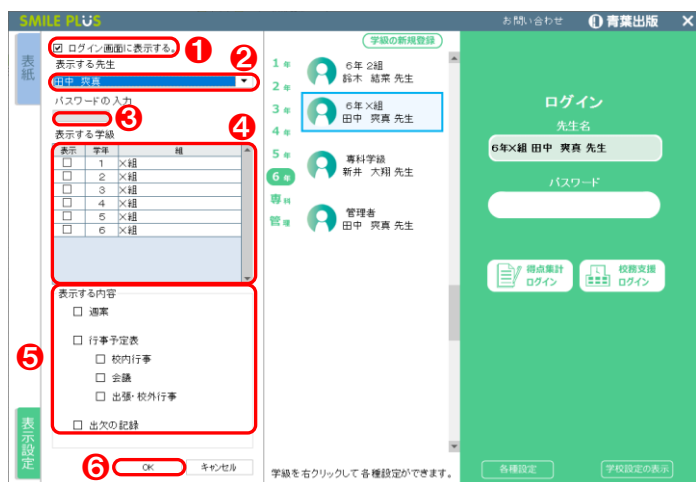 SMILE PLUS
お問い合わせ
青葉出版
表紙
ログイン画面に表示する。
❶
表示する先生
❷
田中 爽真
パスワードの入力
❸
表示する学級
❹
表示 学年 組
1 ×組
2 ×組
3 ×組
4 ×組
5 ×組
6 ×組
❺
表示する内容
週案
行事予定表
校内行事
会議
出張・校外行事
出欠の記録
表示設定
❻
OK
キャンセル
学級の新規登録
1 年
2 年
3 年
4 年
5 年
6 年
専 科
管 理
6年 2組
鈴木 結菜 先生
6年 ×組
田中 爽真 先生
専科学級
新井 大翔 先生
管理者
田中 爽真 先生
学級を右クリックして各種設定ができます。
ログイン
先生名
6年×組 田中 爽真 先生
パスワード
得点集計
ログイン
校務支援
ログイン
各種設定
学校設定の表示